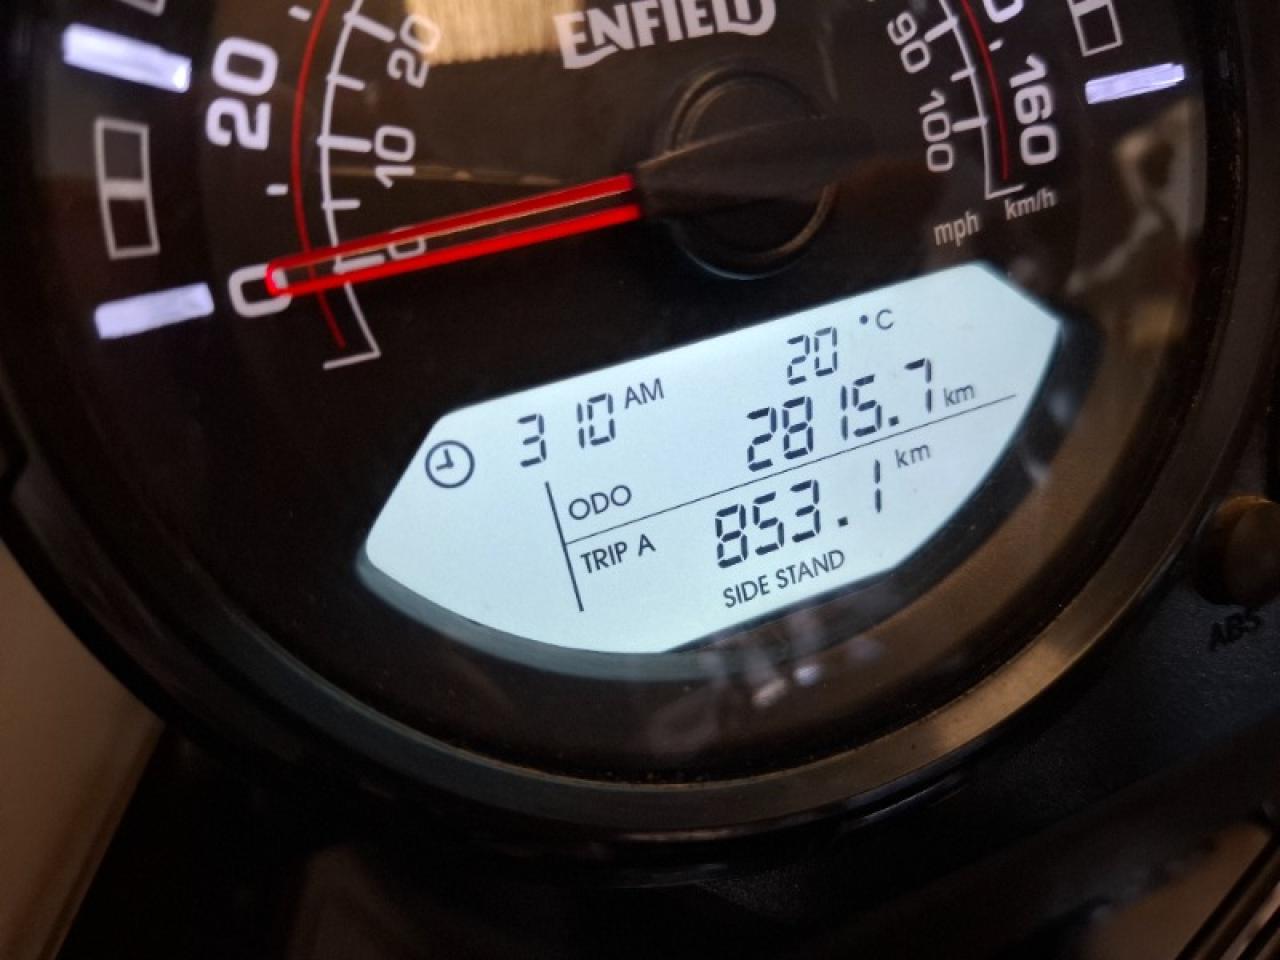 ENFIELD
20
20
10
0
0
90
100
160
mph
km/h
20 °C
3 10 AM
2815.7 km
ODO
TRIP A
853.1 km
SIDE STAND
ABS